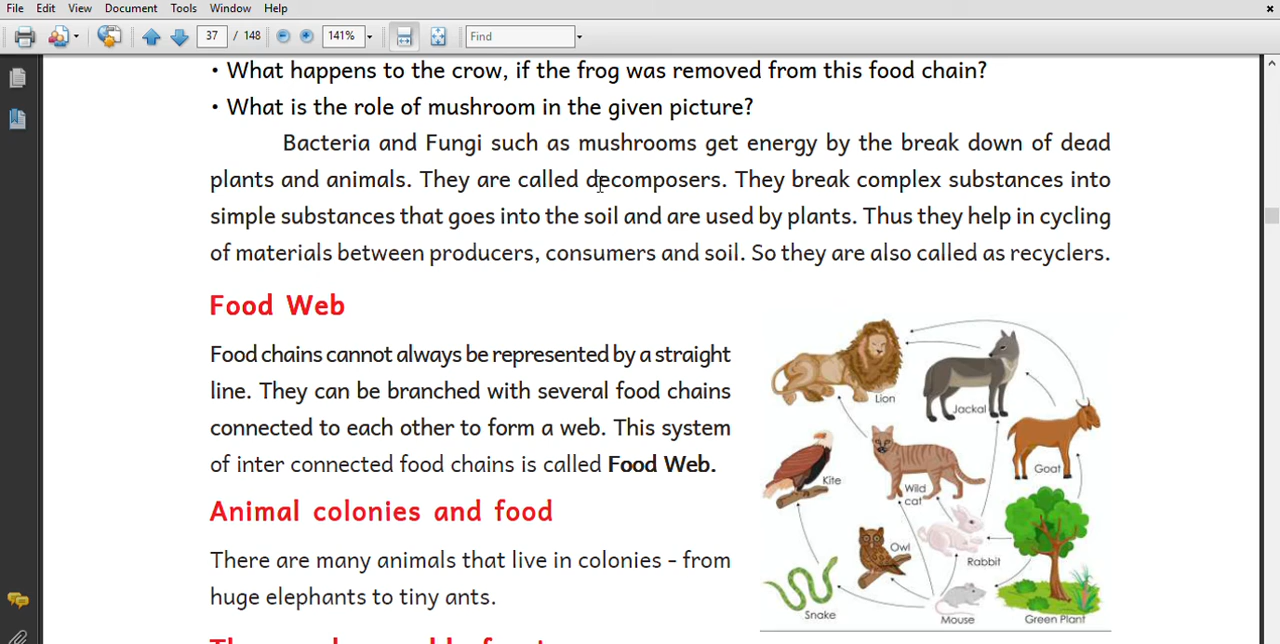 File Edit View Document Tools Window Help
37 / 148 141% Find
• What happens to the crow, if the frog was removed from this food chain?
• What is the role of mushroom in the given picture?
Bacteria and Fungi such as mushrooms get energy by the break down of dead
plants and animals. They are called decomposers. They break complex substances into
simple substances that goes into the soil and are used by plants. Thus they help in cycling
of materials between producers, consumers and soil. So they are also called as recyclers.
Food Web
Food chains cannot always be represented by a straight
line. They can be branched with several food chains
connected to each other to form a web. This system
of inter connected food chains is called Food Web.
Animal colonies and food
There are many animals that live in colonies - from
huge elephants to tiny ants.
Lion
Jackal
Goat
Kite
Wild
cat
Owl
Rabbit
Snake
Mouse
Green Plant